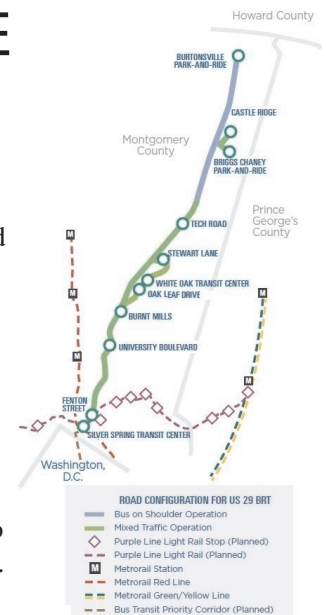 Howard County
BURTONSVILLE
PARK-AND-RIDE
CASTLE RIDGE
Montgomery
County
BRIGGS CHANEY
PARK-AND-RIDE
Prince
George's
County
TECH ROAD
STEWART LANE
M
WHITE OAK TRANSIT CENTER
M
M
OAK LEAF DRIVE
BURNT MILLS
UNIVERSITY BOULEVARD
M
M
FENTON
STREET
SILVER SPRING TRANSIT CENTER
Washington,
D.C.
ROAD CONFIGURATION FOR US 29 BRT
Bus on Shoulder Operation
Mixed Traffic Operation
Purple Line Light Rail Stop (Planned)
Purple Line Light Rail (Planned)
M Metrorail Station
Metrorail Red Line
Metrorail Green/Yellow Line
Bus Transit Priority Corridor (Planned)